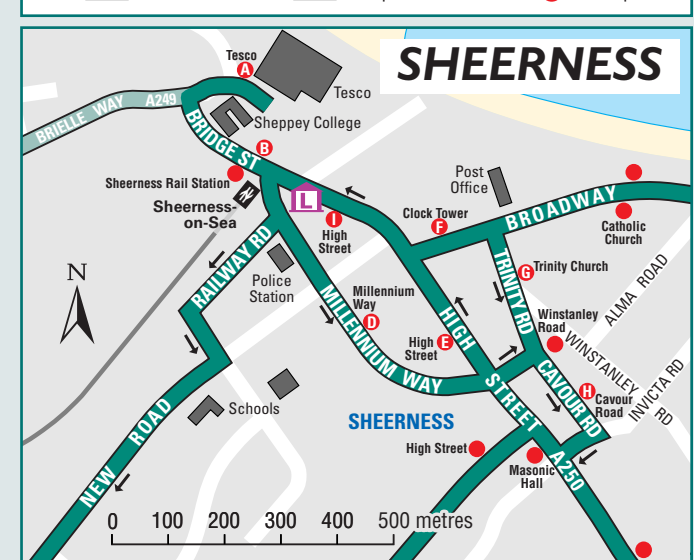 SHEERNESS
Tesco
A
Tesco
BRIELLE WAY A249
Sheppey College
BRIDGE ST
B
Sheerness Rail Station
Sheerness-
on-Sea
L
I
High
Street
Post
Office
Clock Tower
F
BROADWAY
Catholic
Church
N
RAILWAY RD
Police
Station
TRINITY RD
G
Trinity Church
ALMA ROAD
Millennium
Way
D
MILLENNIUM WAY
High
Street
E
HIGH STREET
Winstanley
Road
WINSTANLEY RD
CAVOUR RD
H
Cavour
Road
INVICTA RD
Schools
SHEERNESS
NEW ROAD
High Street
Masonic
Hall
A250
0 100 200 300 400 500 metres